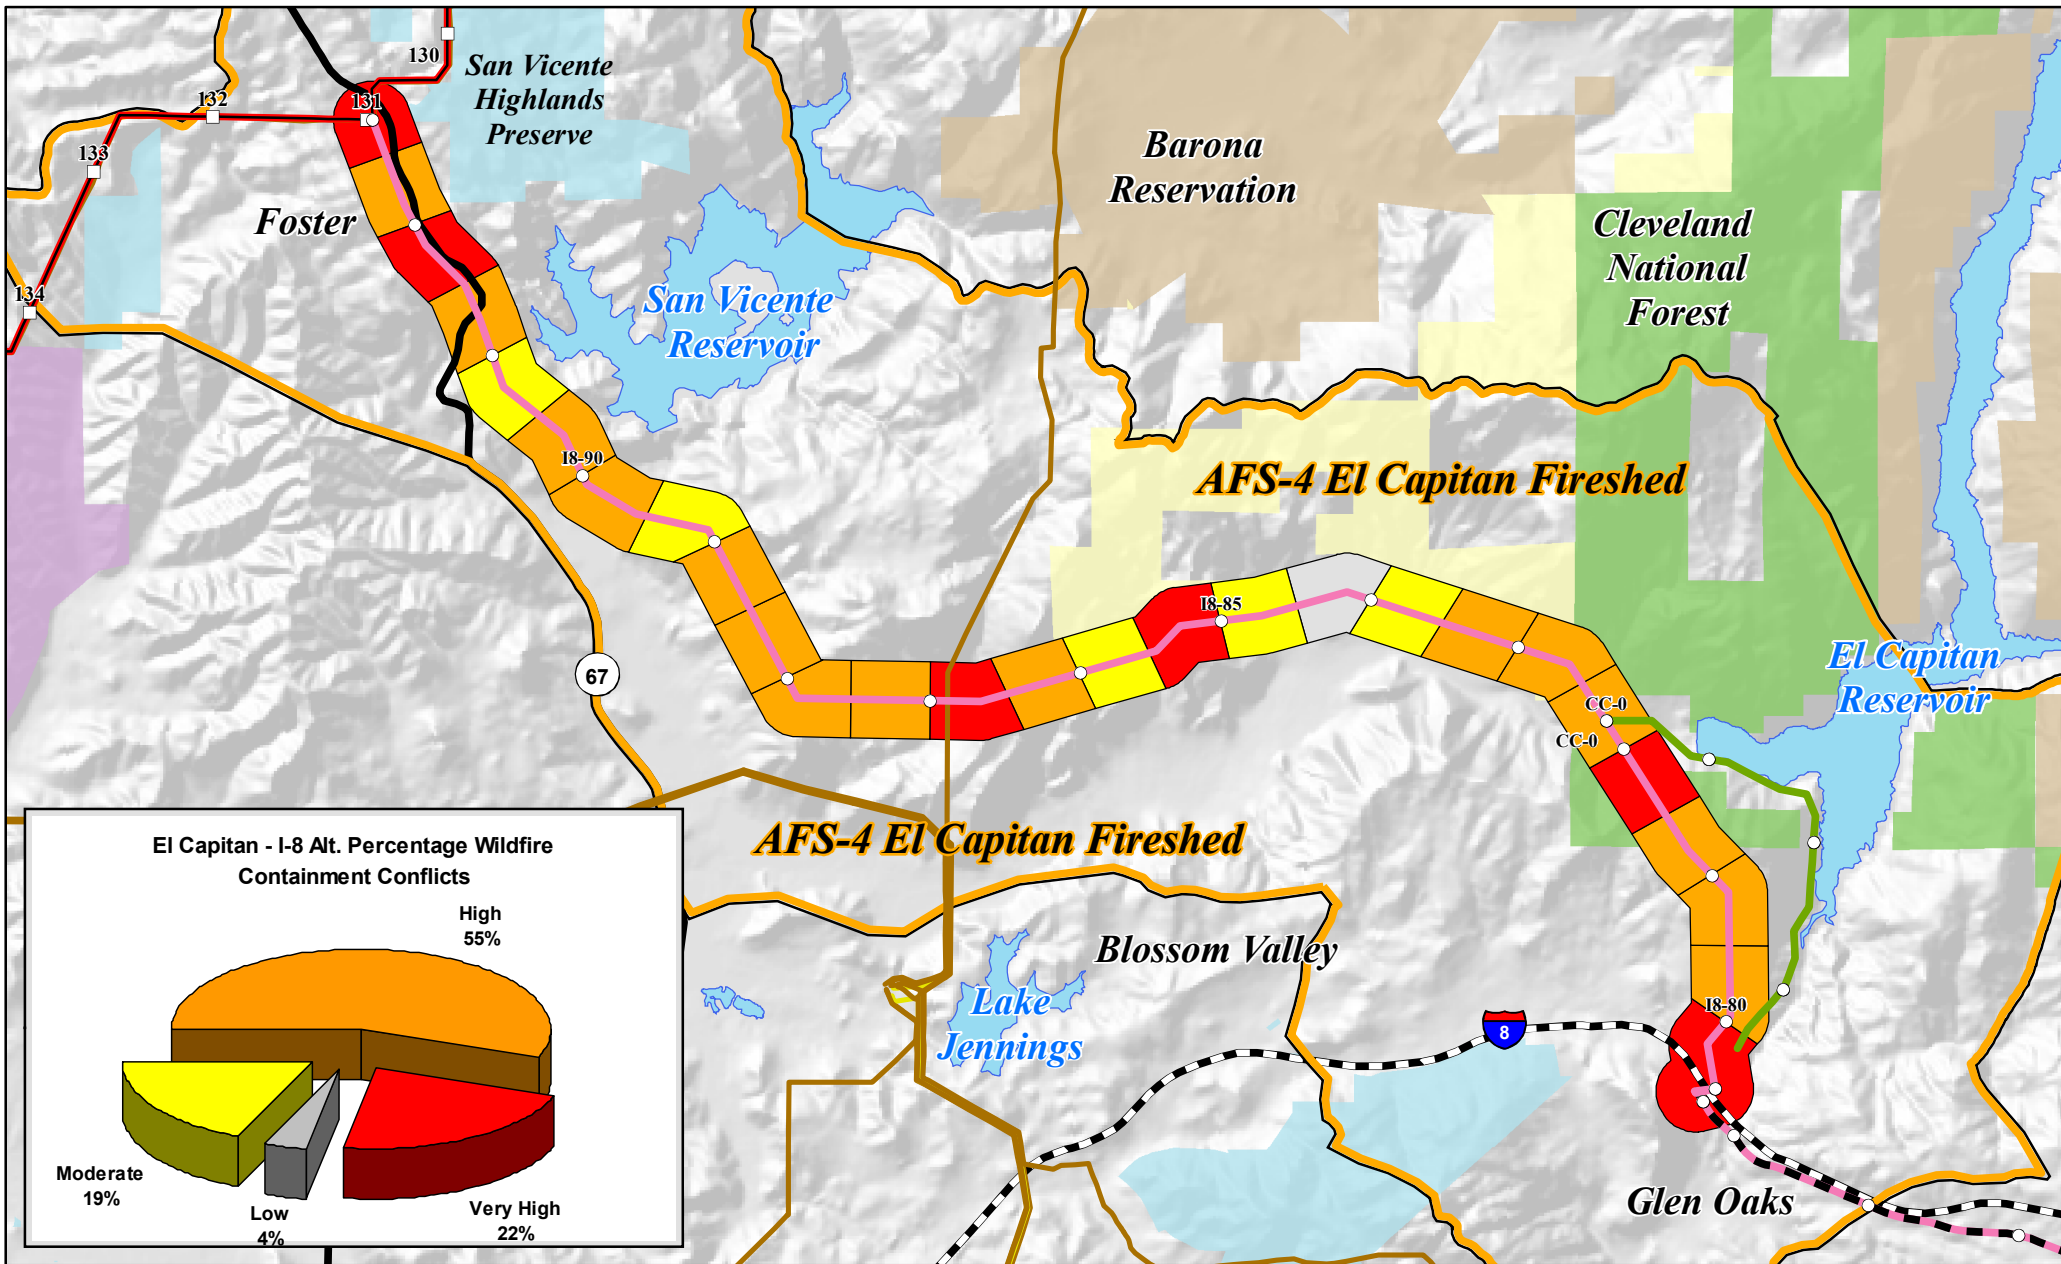 130
San Vicente
Highlands
Preserve
131
132
133
134
Foster
Barona
Reservation
Cleveland
National
Forest
San Vicente
Reservoir
I8-90
AFS-4 El Capitan Fireshed
I8-85
67
El Capitan
Reservoir
CC-0
CC-0
AFS-4 El Capitan Fireshed
Blossom Valley
Lake
Jennings
I8-80
8
Glen Oaks
El Capitan - I-8 Alt. Percentage Wildfire
Containment Conflicts
High
55%
Moderate
19%
Low
4%
Very High
22%